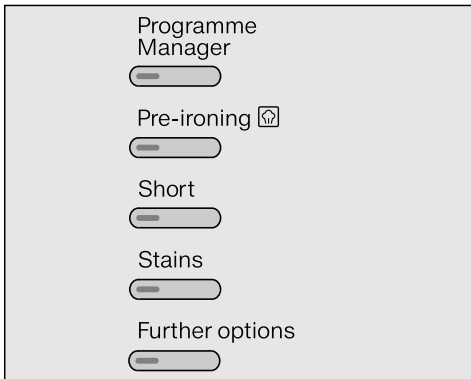 Programme
Manager
Pre-ironing
Short
Stains
Further options